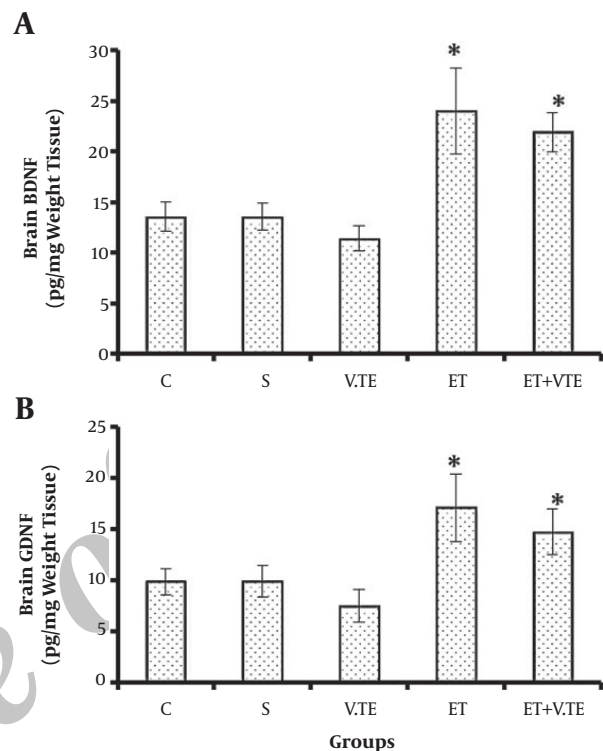 A
Brain BDNF
(pg/mg Weight Tissue)
30
25
20
15
10
5
0
*
*
C S V.TE ET ET+VTE
B
Brain GDNF
(pg/mg Weight Tissue)
25
20
15
10
5
0
*
*
C S V.TE ET ET+V.TE
Groups